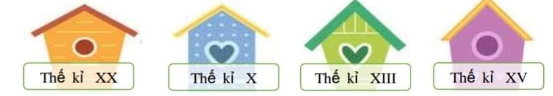 Thế kỉ XX
Thế kỉ X
Thế kỉ XIII
Thế kỉ XV